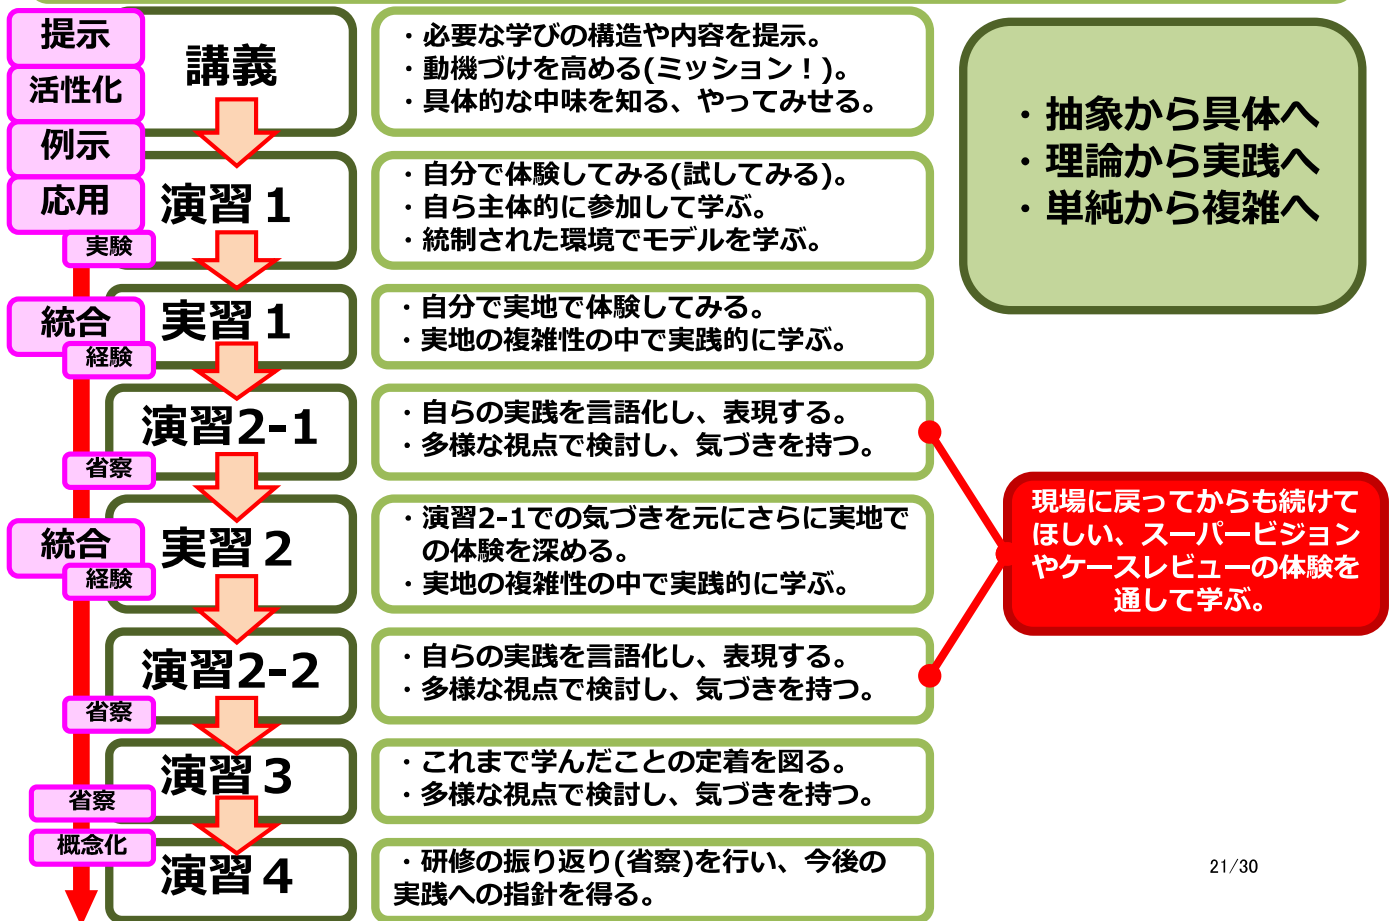 提示
活性化
例示
応用
実験
講義
・必要な学びの構造や内容を提示。
・動機づけを高める(ミッション！)。
・具体的な中味を知る、やってみせる。
・抽象から具体へ
・理論から実践へ
・単純から複雑へ
演習１
・自分で体験してみる(試してみる)。
・自ら主体的に参加して学ぶ。
・統制された環境でモデルを学ぶ。
統合
経験
実習１
・自分で実地で体験してみる。
・実地の複雑性の中で実践的に学ぶ。
演習2-1
省察
・自らの実践を言語化し、表現する。
・多様な視点で検討し、気づきを持つ。
現場に戻ってからも続けて
ほしい、スーパービジョン
やケースレビューの体験を
通して学ぶ。
統合
経験
実習２
・演習2-1での気づきを元にさらに実地で
の体験を深める。
・実地の複雑性の中で実践的に学ぶ。
演習2-2
省察
・自らの実践を言語化し、表現する。
・多様な視点で検討し、気づきを持つ。
演習３
省察
・これまで学んだことの定着を図る。
・多様な視点で検討し、気づきを持つ。
概念化
演習４
・研修の振り返り(省察)を行い、今後の
実践への指針を得る。
21/30